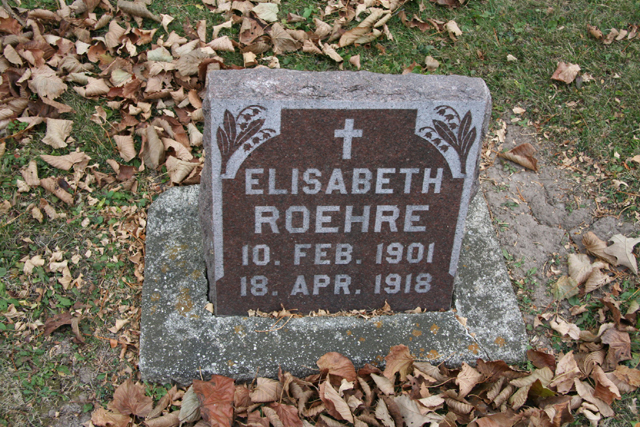 ELISABETH
ROEHRE
10. FEB. 1901
18. APR. 1918